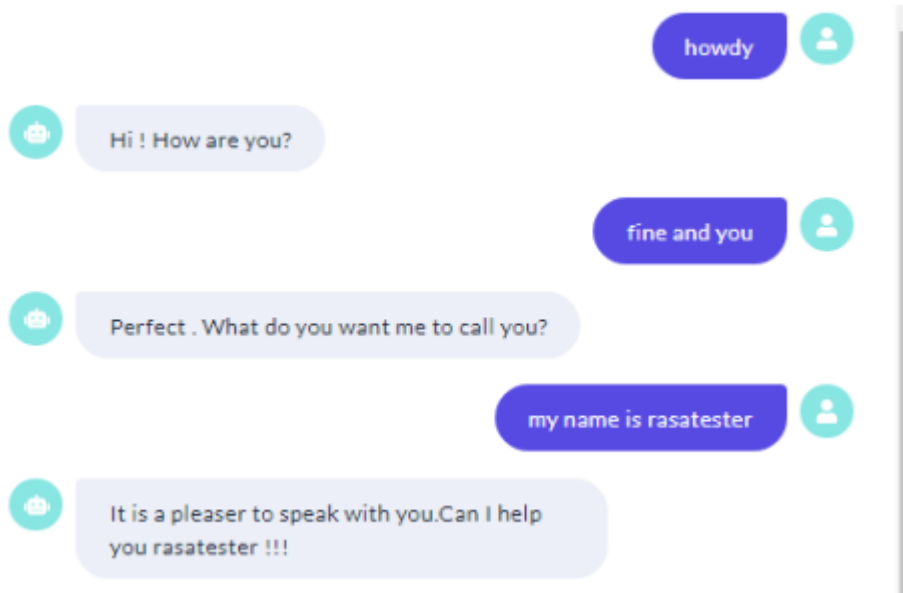 howdy
Hi ! How are you?
fine and you
Perfect . What do you want me to call you?
my name is rasatester
It is a pleaser to speak with you.Can I help
you rasatester !!!